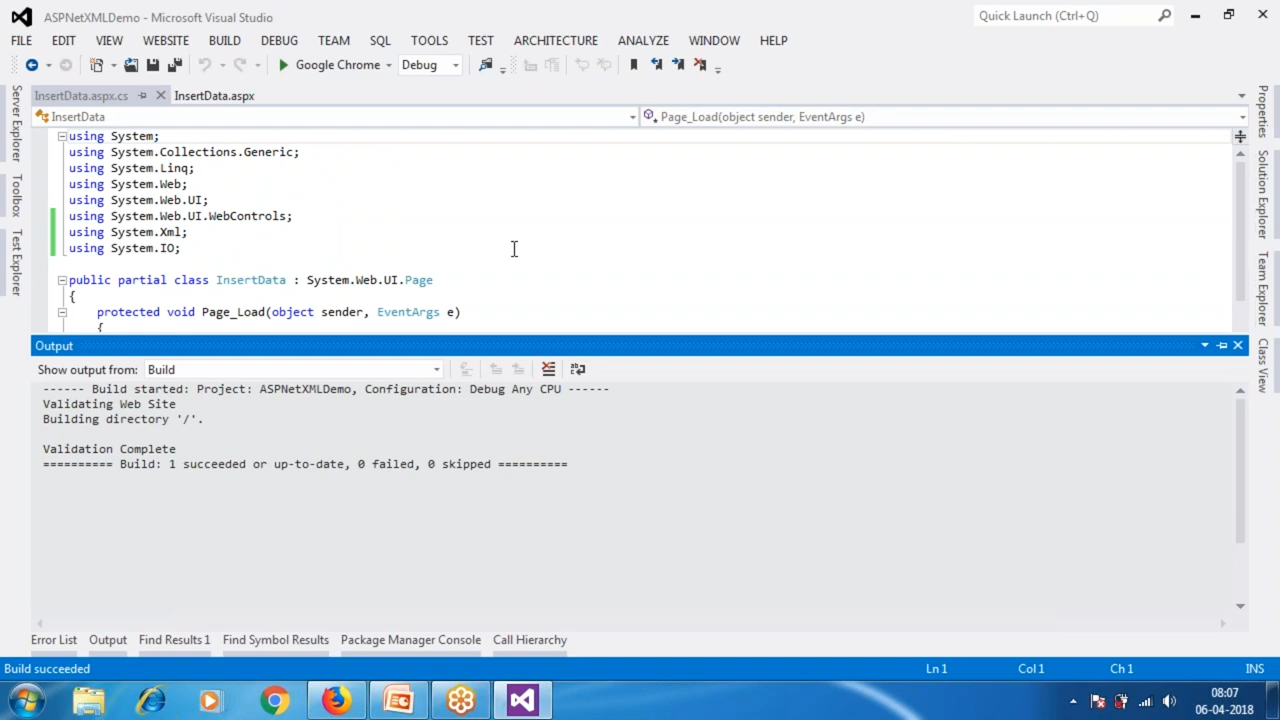 ASPNetXMLDemo - Microsoft Visual Studio
Quick Launch (Ctrl+Q)
FILE EDIT VIEW WEBSITE BUILD DEBUG TEAM SQL TOOLS TEST ARCHITECTURE ANALYZE WINDOW HELP
Google Chrome Debug
InsertData.aspx.cs InsertData.aspx
InsertData Page_Load(object sender, EventArgs e)
using System;
using System.Collections.Generic;
using System.Linq;
using System.Web;
using System.Web.UI;
using System.Web.UI.WebControls;
using System.Xml;
using System.IO;
public partial class InsertData : System.Web.UI.Page
{
protected void Page_Load(object sender, EventArgs e)
{
Server Explorer
Toolbox
Test Explorer
Properties
Solution Explorer
Team Explorer
Class View
Output
Show output from: Build
------ Build started: Project: ASPNetXMLDemo, Configuration: Debug Any CPU ------
Validating Web Site
Building directory '/'.
Validation Complete
========== Build: 1 succeeded or up-to-date, 0 failed, 0 skipped ==========
Error List Output Find Results 1 Find Symbol Results Package Manager Console Call Hierarchy
Build succeeded Ln 1 Col 1 Ch 1 INS
08:07
06-04-2018